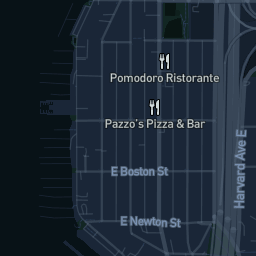 Pomodoro Ristorante
Pazzo's Pizza & Bar
Harvard Ave E
E Boston St
E Newton St